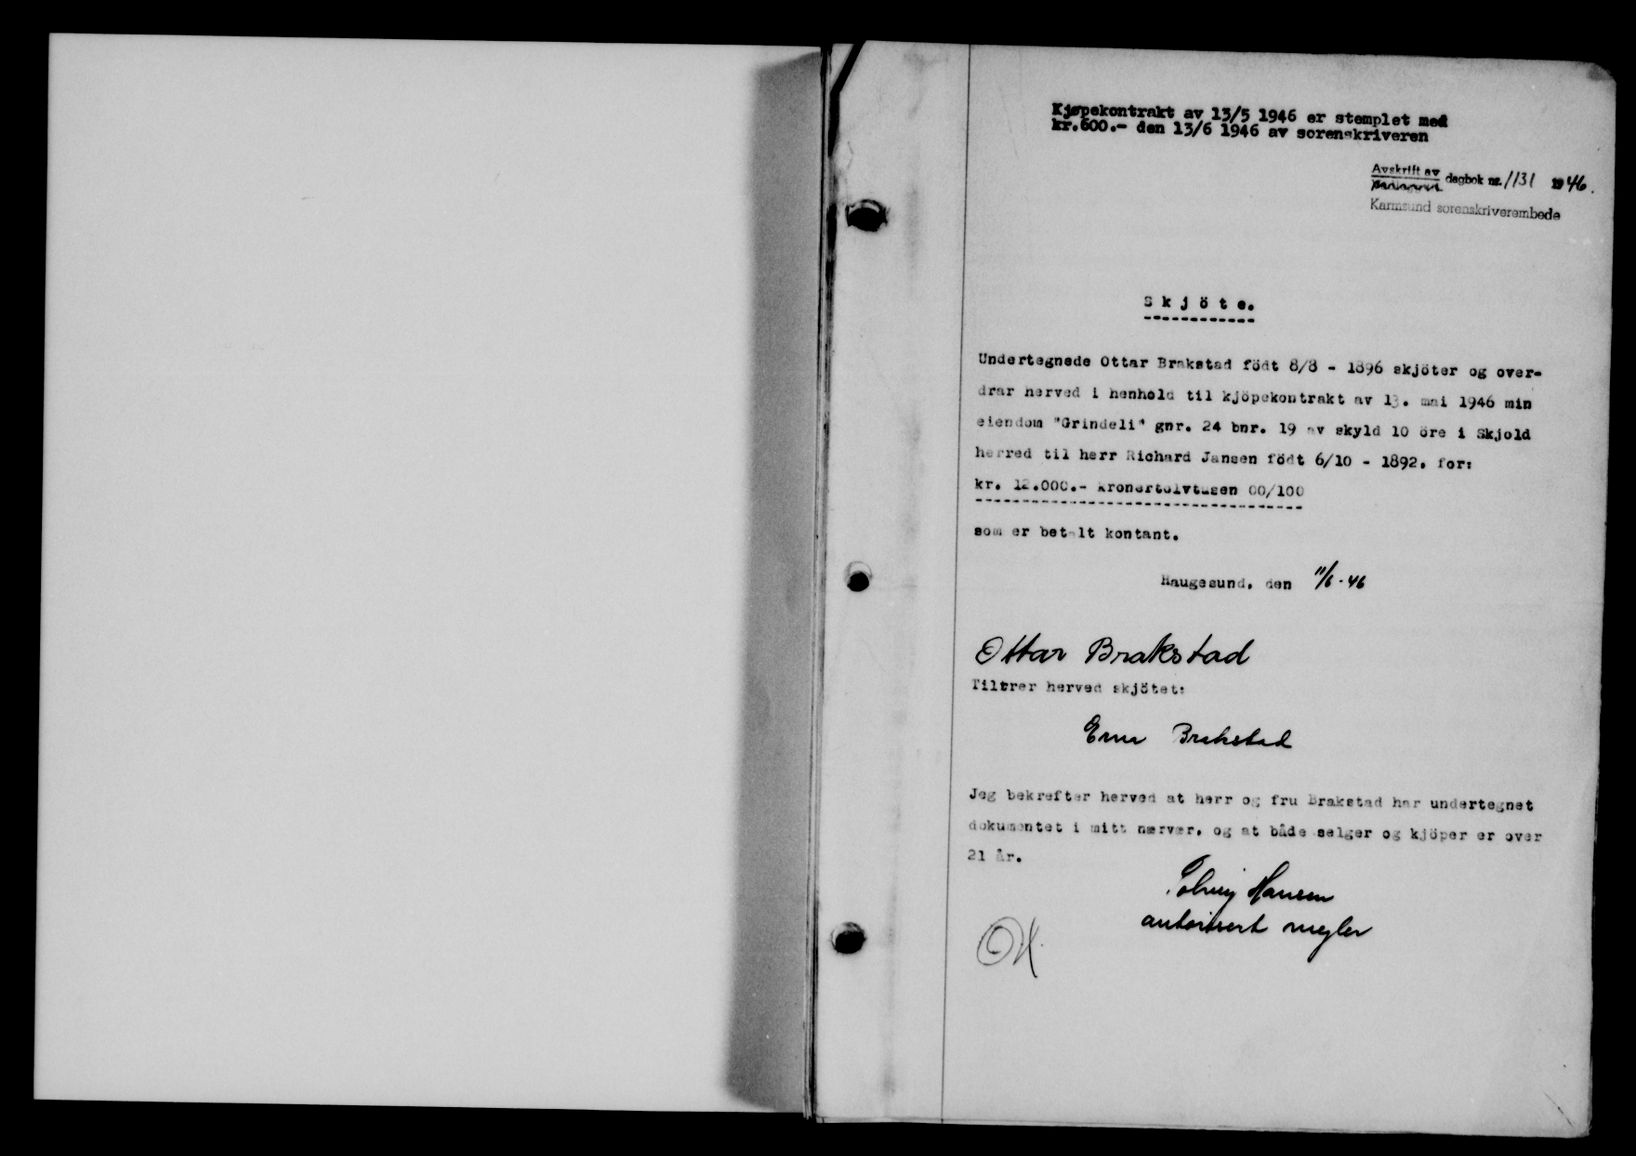 Kjøpekontrakt av 13/5 1946 er stemplet med
kr.600.- den 13/6 1946 av sorenskriveren
Avskrift av
dagbok nr. 1131 1946.
Karmsund sorenskriverembede
Skjöte.
Undertegnede Ottar Brakstad födt 8/8 - 1896 skjöter og over-
drar herved i henhold til kjöpekontrakt av 13. mai 1946 min
eiendom "Grindeli" gnr. 24 bnr. 19 av skyld 10 öre i Skjold
herred til herr Richard Jansen födt 6/10 - 1892. for:
kr. 12.000.- kronertolvtusen 00/100
som er betalt kontant.
Haugesund, den 11/6-46
Ottar Brakstad
Tiltrer herved skjötet:
Erna Brakstad
Jeg bekrefter herved at herr og fru Brakstad har undertegnet
dokumentet i mitt nærvær, og at både selger og kjöper er over
21 år.
Hansen
autorisert megler